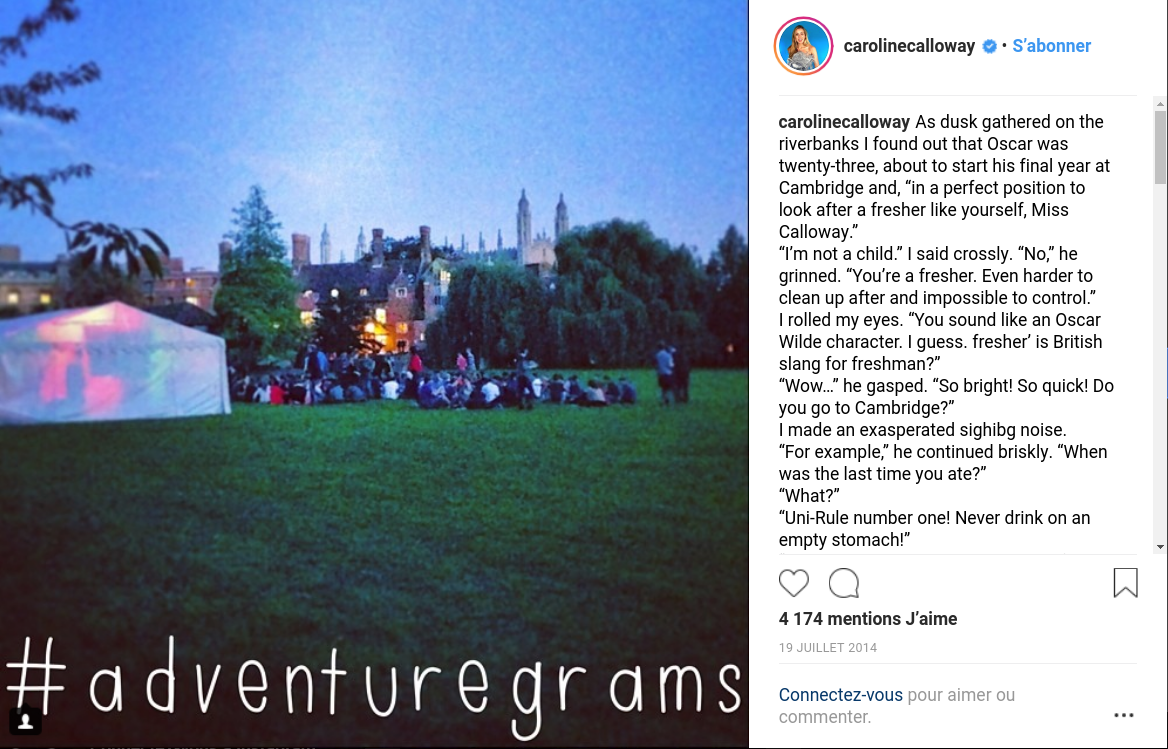 #adventuregrams
carolinecalloway • S’abonner
carolinecalloway As dusk gathered on the
riverbanks I found out that Oscar was
twenty-three, about to start his final year at
Cambridge and, “in a perfect position to
look after a fresher like yourself, Miss
Calloway.”
“I’m not a child.” I said crossly. “No,” he
grinned. “You’re a fresher. Even harder to
clean up after and impossible to control.”
I rolled my eyes. “You sound like an Oscar
Wilde character. I guess. fresher’ is British
slang for freshman?”
“Wow…” he gasped. “So bright! So quick! Do
you go to Cambridge?”
I made an exasperated sighibg noise.
“For example,” he continued briskly. “When
was the last time you ate?”
“What?”
“Uni-Rule number one! Never drink on an
empty stomach!”
4 174 mentions J’aime
19 JUILLET 2014
Connectez-vous pour aimer ou
commenter.